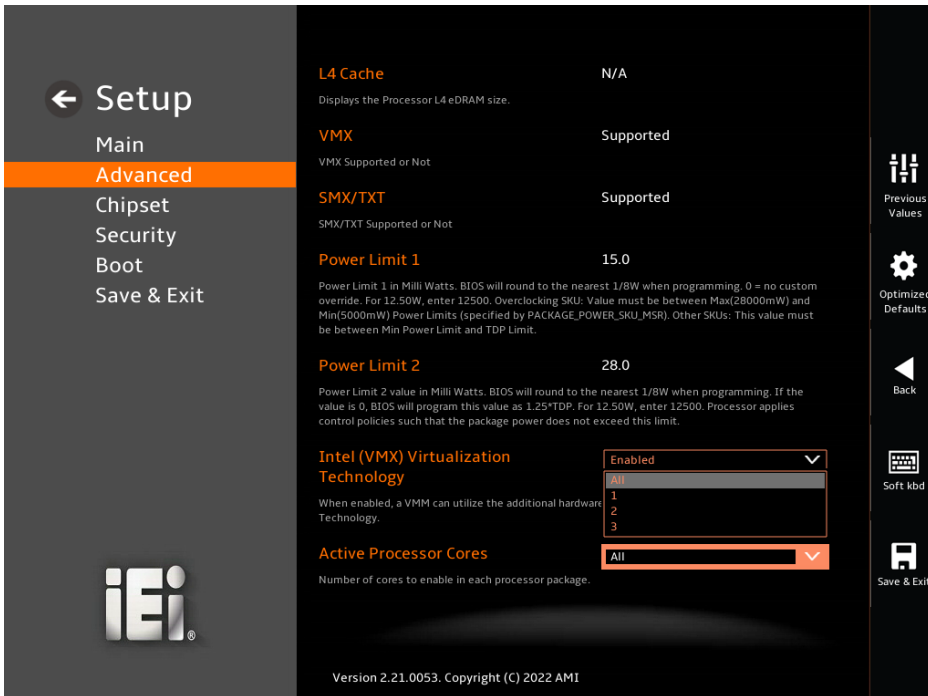 Setup
Main
Advanced
Chipset
Security
Boot
Save & Exit
L4 Cache
N/A
Displays the Processor L4 eDRAM size.
VMX
Supported
VMX Supported or Not
SMX/TXT
Supported
SMX/TXT Supported or Not
Power Limit 1
15.0
Power Limit 1 in Milli Watts. BIOS will round to the nearest 1/8W when programming. 0 = no custom
override. For 12.50W, enter 12500. Overclocking SKU: Value must be between Max(28000mW) and
Min(5000mW) Power Limits (specified by PACKAGE_POWER_SKU_MSR). Other SKUs: This value must
be between Min Power Limit and TDP Limit.
Power Limit 2
28.0
Power Limit 2 value in Milli Watts. BIOS will round to the nearest 1/8W when programming. If the
value is 0, BIOS will program this value as 1.25*TDP. For 12.50W, enter 12500. Processor applies
control policies such that the package power does not exceed this limit.
Intel (VMX) Virtualization
Technology
Enabled
When enabled, a VMM can utilize the additional hardware
Technology.
All
1
2
3
Active Processor Cores
All
Number of cores to enable in each processor package.
Version 2.21.0053. Copyright (C) 2022 AMI
iEi®
Previous
Values
Optimized
Defaults
Back
Soft kbd
Save & Exit